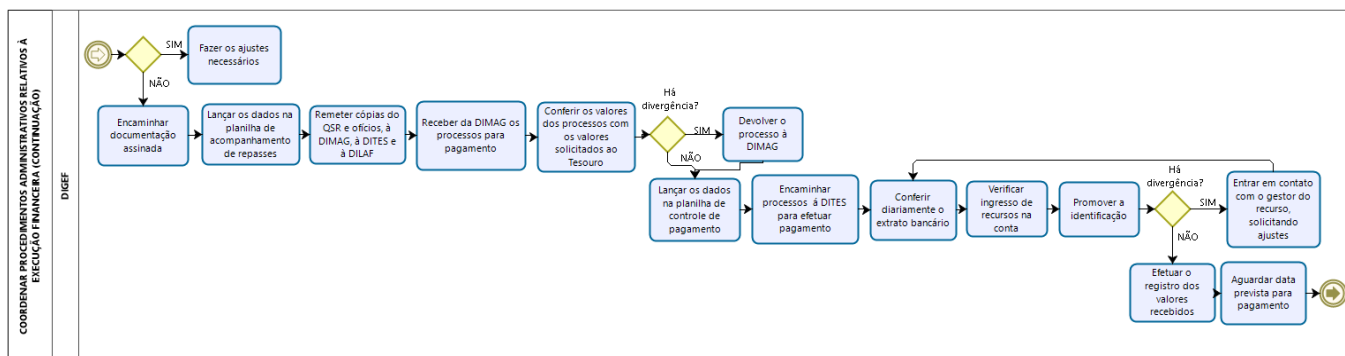 COORDENAR PROCEDIMENTOS ADMINISTRATIVOS RELATIVOS À
EXECUÇÃO FINANCEIRA (CONTINUAÇÃO)
DIGEF
SIM
Fazer os ajustes
necessários
NÃO
Encaminhar
documentação
assinada
Lançar os dados na
planilha de
acompanhamento
de repasses
Remeter cópias do
QSR e ofícios, à
DIMAG, à DITES e
à DILAF
Receber da DIMAG os
processos para
pagamento
Conferir os valores
dos processos com
os valores
solicitados ao
Tesouro
Há
divergência?
SIM
Devolver o
processo à
DIMAG
NÃO
Lançar os dados
na planilha de
controle de
pagamento
Encaminhar
processos á DITES
para efetuar
pagamento
Conferir
diariamente o
extrato bancário
Verificar
ingresso de
recursos na
conta
Promover a
identificação
Há
divergência?
SIM
Entrar em contato
com o gestor do
recurso,
solicitando
ajustes
NÃO
Efetuar o
registro dos
valores
recebidos
Aguardar data
prevista para
pagamento